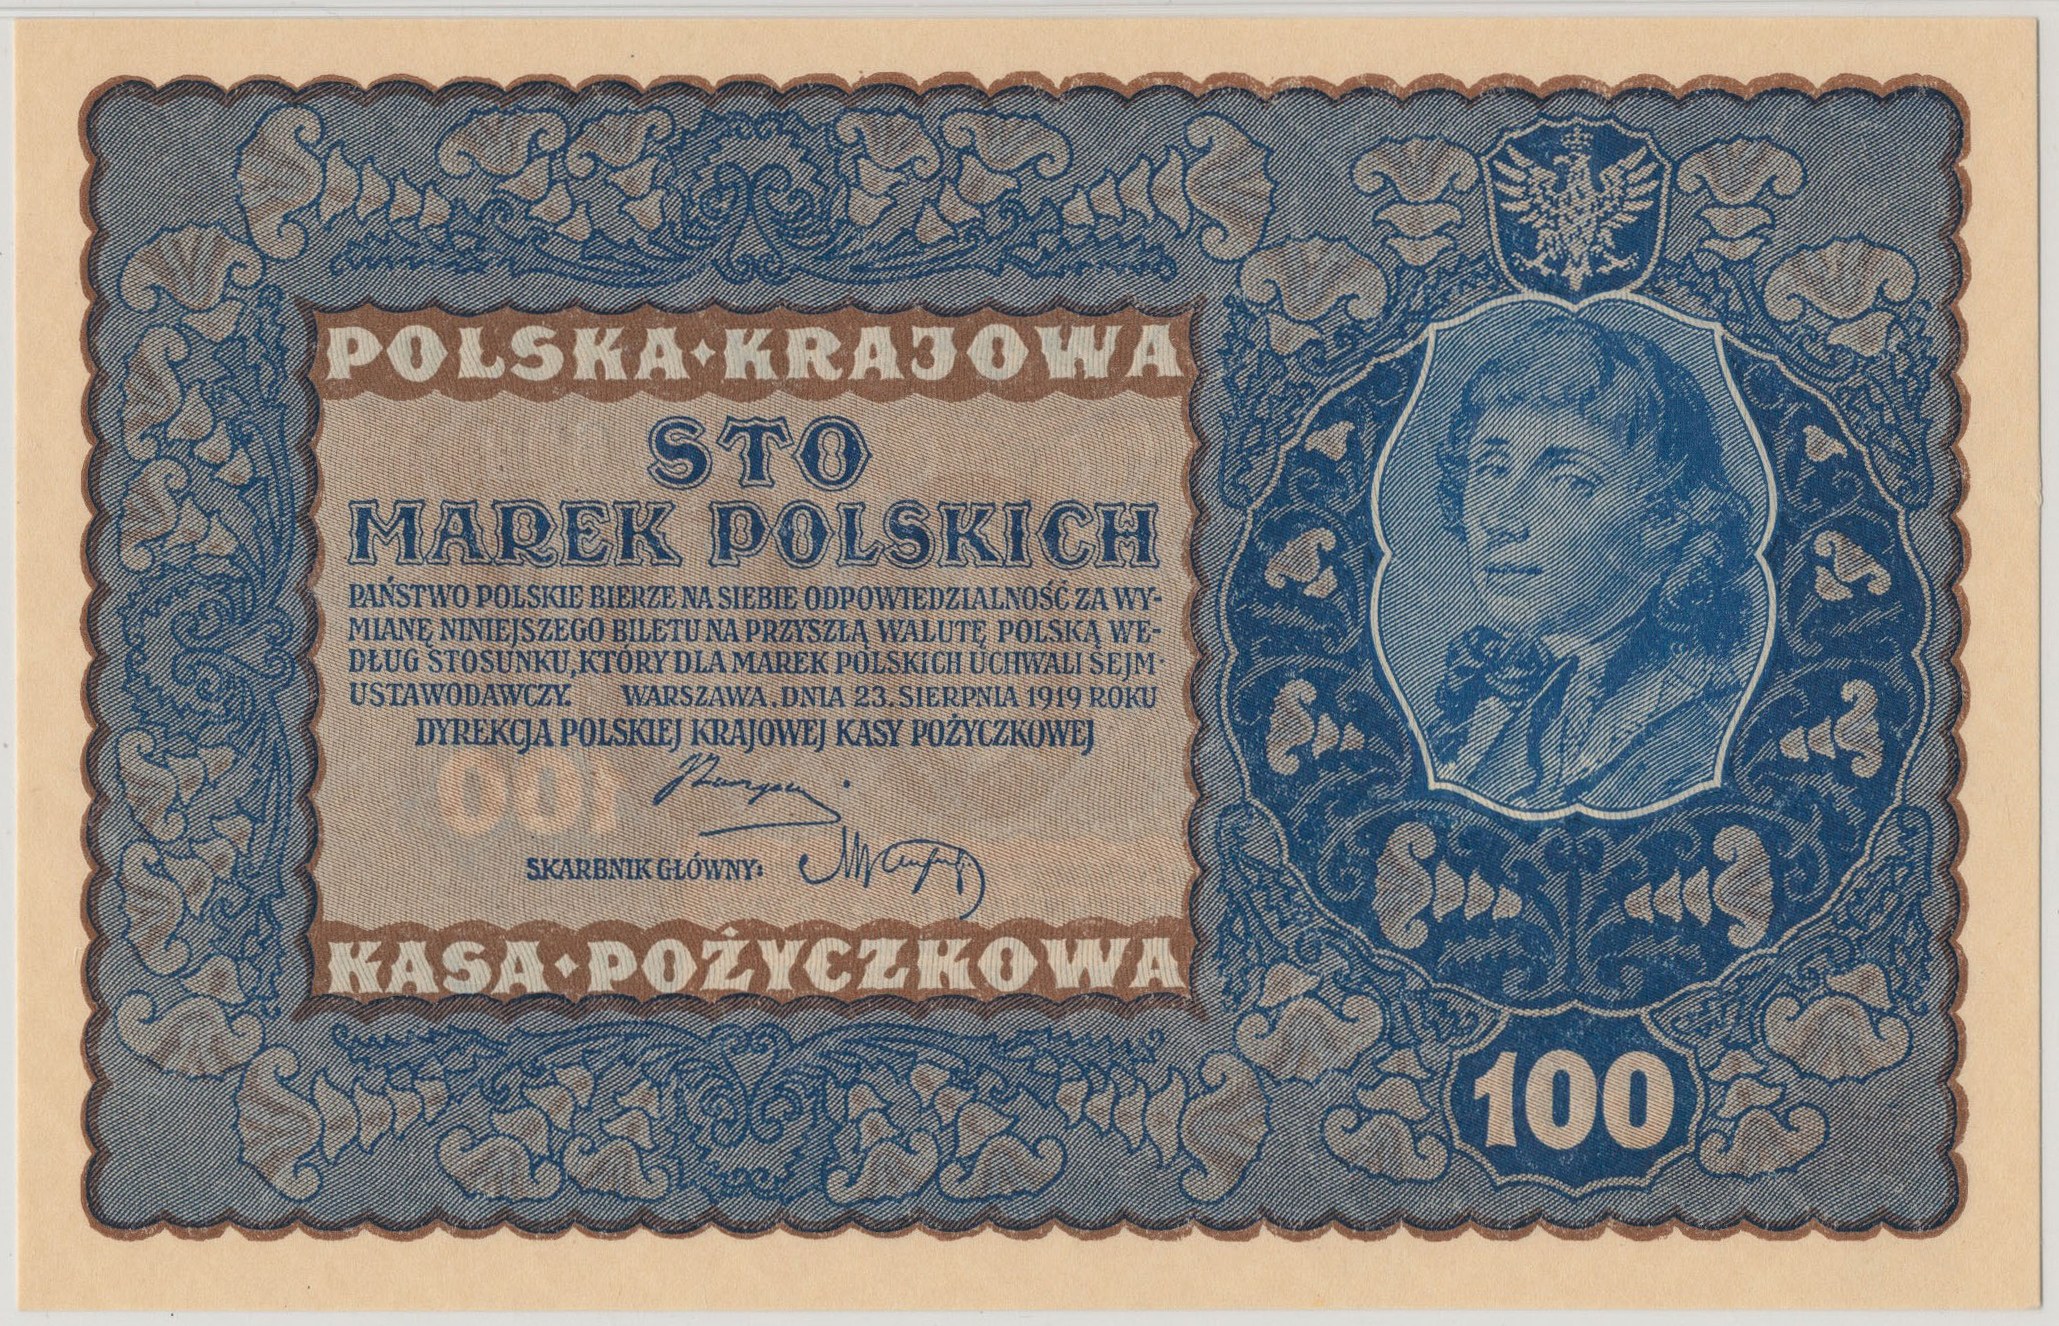 POLSKA·KRAJOWA
STO
MAREK POLSKICH
PAŃSTWO POLSKIE BIERZE NA SIEBIE ODPOWIEDZIALNOŚĆ ZA WY-
MIANĘ NINIEJSZEGO BILETU NA PRZYSZŁĄ WALUTĘ POLSKĄ WE-
DŁUG STOSUNKU, KTÓRY DLA MAREK POLSKICH UCHWALI SEJM·
USTAWODAWCZY. WARSZAWA. DNIA 23. SIERPNIA 1919 ROKU
DYREKCJA POLSKIEJ KRAJOWEJ KASY POŻYCZKOWEJ
100
SKARBNIK GŁÓWNY:
KASA·POŻYCZKOWA
100